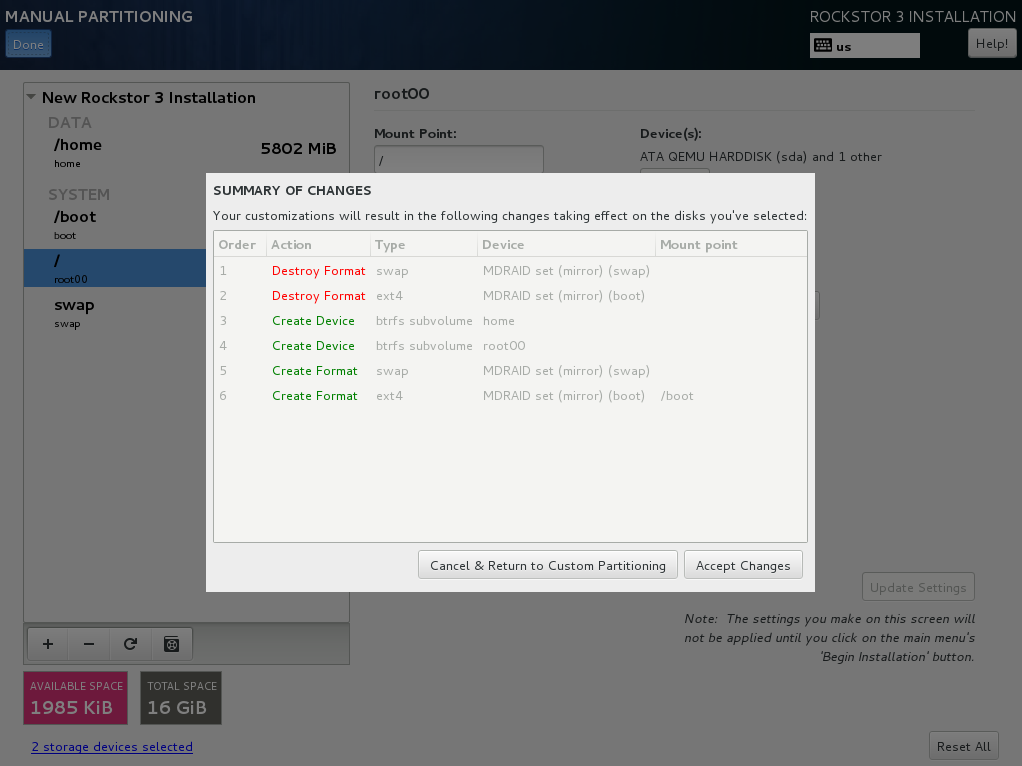 MANUAL PARTITIONING
ROCKSTOR 3 INSTALLATION
Done
us
Help!
New Rockstor 3 Installation
DATA
/home 5802 MiB
home
SYSTEM
/boot
boot
/
root00
swap
swap
root00
Mount Point:
/
Device(s):
ATA QEMU HARDDISK (sda) and 1 other
SUMMARY OF CHANGES
Your customizations will result in the following changes taking effect on the disks you've selected:
Order Action Type Device Mount point
1 Destroy Format swap MDRAID set (mirror) (swap)
2 Destroy Format ext4 MDRAID set (mirror) (boot)
3 Create Device btrfs subvolume home
4 Create Device btrfs subvolume root00
5 Create Format swap MDRAID set (mirror) (swap)
6 Create Format ext4 MDRAID set (mirror) (boot) /boot
Cancel & Return to Custom Partitioning
Accept Changes
Update Settings
Note: The settings you make on this screen will
not be applied until you click on the main menu's
'Begin Installation' button.
+ −
AVAILABLE SPACE
1985 KiB
TOTAL SPACE
16 GiB
2 storage devices selected
Reset All